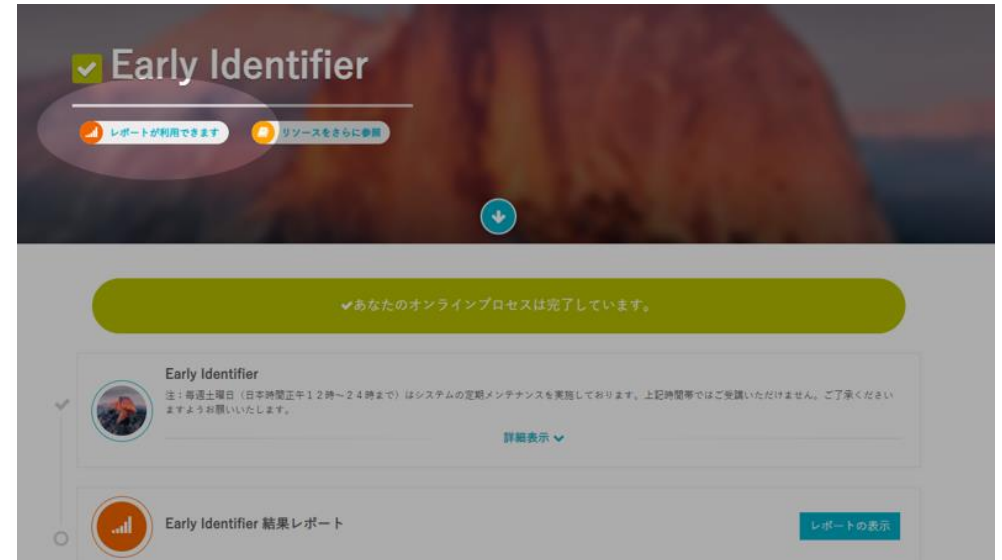 Early Identifier
レポートが利用できます
リソースをさらに参照
あなたのオンラインプロセスは完了しています。
Early Identifier
注：毎週土曜日（日本時間正午１２時～２４時まで）はシステムの定期メンテナンスを実施しております。上記時間帯ではご受講いただけません。ご了承ください
ますようお願いいたします。
詳細表示
Early Identifier 結果レポート
レポートの表示